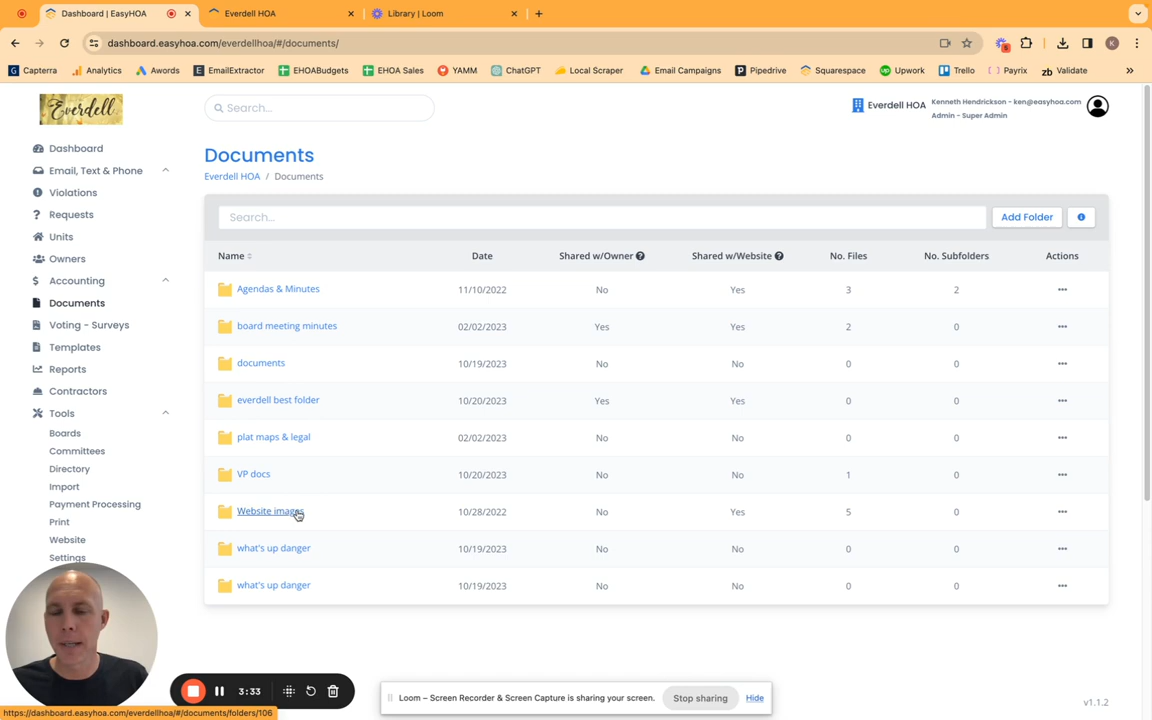 Dashboard | EasyHOA
Everdell HOA
Library | Loom
dashboard.easyhoa.com/everdellhoa/#/documents/
6
K
Capterra
Analytics
Awords
EmailExtractor
EHOABudgets
EHOA Sales
YAMM
ChatGPT
Local Scraper
Email Campaigns
Pipedrive
Squarespace
Upwork
Trello
Payrix
zb Validate
Everdell
Search...
Everdell HOA
Kenneth Hendrickson - ken@easyhoa.com
Admin - Super Admin
Dashboard
Email, Text & Phone
Violations
Requests
Units
Owners
Accounting
Documents
Voting - Surveys
Templates
Reports
Contractors
Tools
Boards
Committees
Directory
Import
Payment Processing
Print
Website
Settings
Documents
Everdell HOA / Documents
Search...
Add Folder
Name Date Shared w/Owner Shared w/Website No. Files No. Subfolders Actions
Agendas & Minutes 11/10/2022 No Yes 3 2 •••
board meeting minutes 02/02/2023 Yes Yes 2 0 •••
documents 10/19/2023 No No 0 0 •••
everdell best folder 10/20/2023 Yes Yes 0 0 •••
plat maps & legal 02/02/2023 No No 0 0 •••
VP docs 10/20/2023 No No 1 0 •••
Website images 10/28/2022 No Yes 5 0 •••
what's up danger 10/19/2023 No No 0 0 •••
what's up danger 10/19/2023 No No 0 0 •••
3:33
Loom – Screen Recorder & Screen Capture is sharing your screen.
Stop sharing
Hide
https://dashboard.easyhoa.com/everdellhoa/#/documents/folders/106
v1.1.2